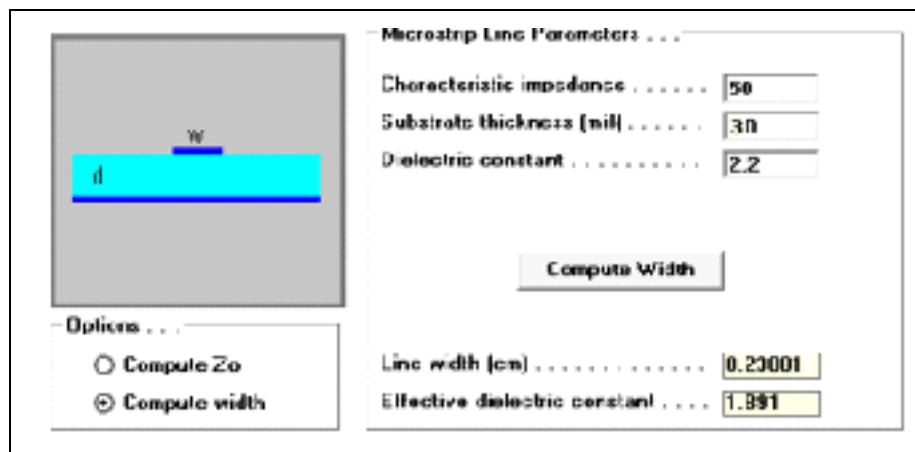 Microstrip Line Parameters . . .
Characteristic impedance . . . . . .
50
Substrate thickness (mil) . . . . . .
30
Dielectric constant . . . . . . . . . .
2.2
w
d
Compute Width
Options . . .
Compute Zo
Compute width
Line width (cm) . . . . . . . . . . . . .
0.23001
Effective dielectric constant . . . .
1.891